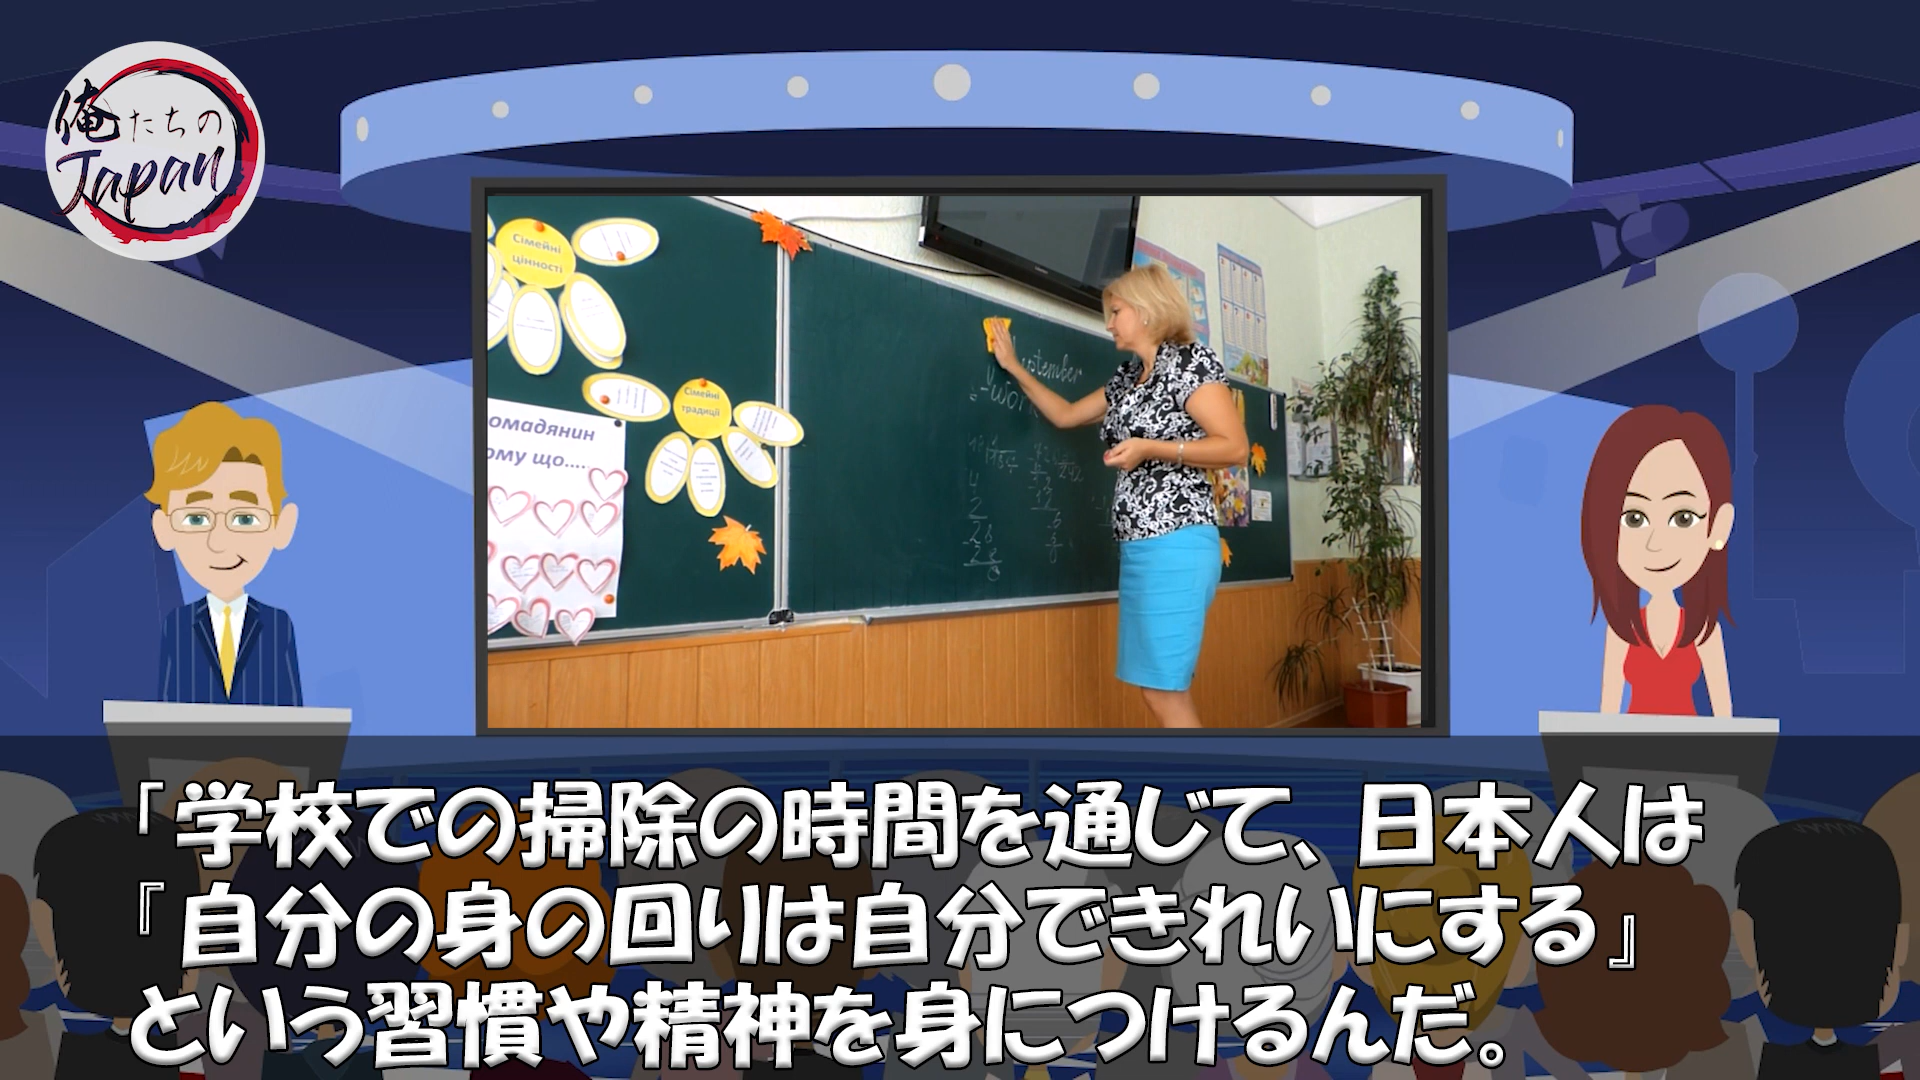 俺たちの
Japan
Сімейні
цінності
Сімейні
традиції
омадянин
ому що....
「学校での掃除の時間を通じて、日本人は
『自分の身の回りは自分できれいにする』
という習慣や精神を身につけるんだ。